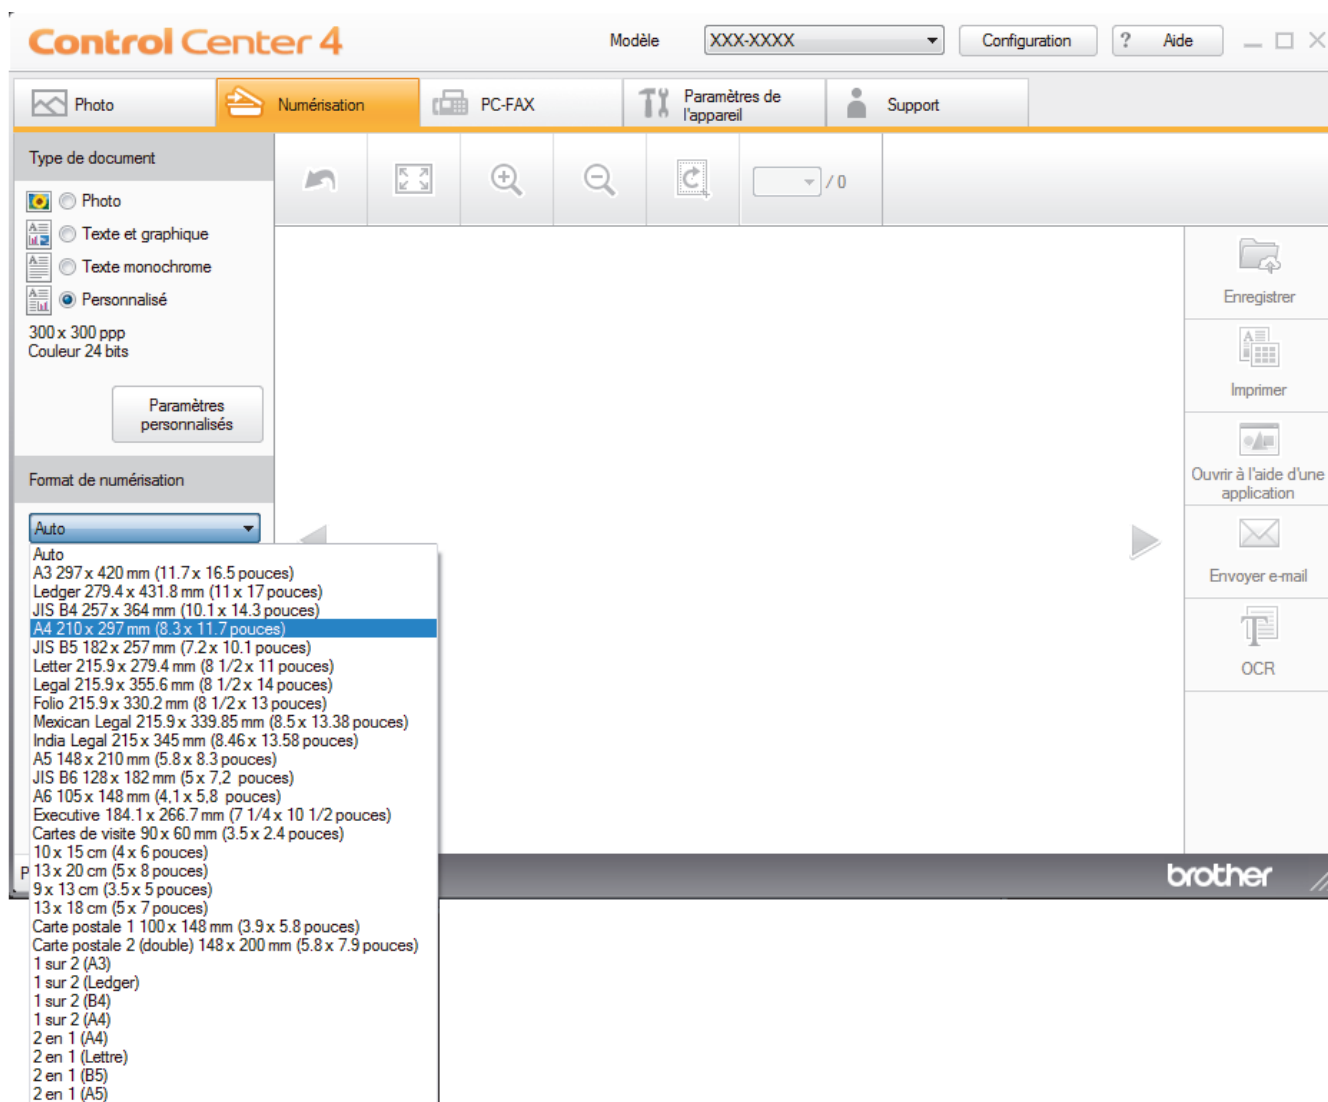 Control Center 4
Modèle
XXX-XXXX
Configuration
? Aide
Photo
Numérisation
PC-FAX
Paramètres de
l'appareil
Support
Type de document
/ 0
Photo
Texte et graphique
Texte monochrome
Personnalisé
300 x 300 ppp
Couleur 24 bits
Paramètres
personnalisés
Format de numérisation
Auto
Auto
A3 297 x 420 mm (11.7 x 16.5 pouces)
Ledger 279.4 x 431.8 mm (11 x 17 pouces)
JIS B4 257 x 364 mm (10.1 x 14.3 pouces)
A4 210 x 297 mm (8.3 x 11.7 pouces)
JIS B5 182 x 257 mm (7.2 x 10.1 pouces)
Letter 215.9 x 279.4 mm (8 1/2 x 11 pouces)
Legal 215.9 x 355.6 mm (8 1/2 x 14 pouces)
Folio 215.9 x 330.2 mm (8 1/2 x 13 pouces)
Mexican Legal 215.9 x 339.85 mm (8.5 x 13.38 pouces)
India Legal 215 x 345 mm (8.46 x 13.58 pouces)
A5 148 x 210 mm (5.8 x 8.3 pouces)
JIS B6 128 x 182 mm (5 x 7,2 pouces)
A6 105 x 148 mm (4,1 x 5,8 pouces)
Executive 184.1 x 266.7 mm (7 1/4 x 10 1/2 pouces)
Cartes de visite 90 x 60 mm (3.5 x 2.4 pouces)
10 x 15 cm (4 x 6 pouces)
13 x 20 cm (5 x 8 pouces)
9 x 13 cm (3.5 x 5 pouces)
13 x 18 cm (5 x 7 pouces)
Carte postale 1 100 x 148 mm (3.9 x 5.8 pouces)
Carte postale 2 (double) 148 x 200 mm (5.8 x 7.9 pouces)
1 sur 2 (A3)
1 sur 2 (Ledger)
1 sur 2 (B4)
1 sur 2 (A4)
2 en 1 (A4)
2 en 1 (Lettre)
2 en 1 (B5)
2 en 1 (A5)
Enregistrer
Imprimer
Ouvrir à l'aide d'une
application
Envoyer e-mail
OCR
brother